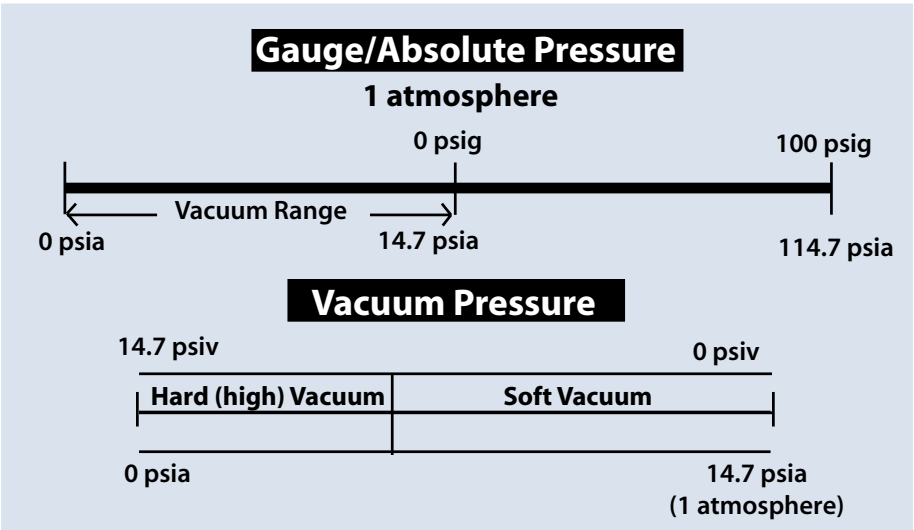 Gauge/Absolute Pressure
1 atmosphere
0 psig
100 psig
Vacuum Range
0 psia
14.7 psia
114.7 psia
Vacuum Pressure
14.7 psiv
0 psiv
Hard (high) Vacuum
Soft Vacuum
0 psia
14.7 psia
(1 atmosphere)